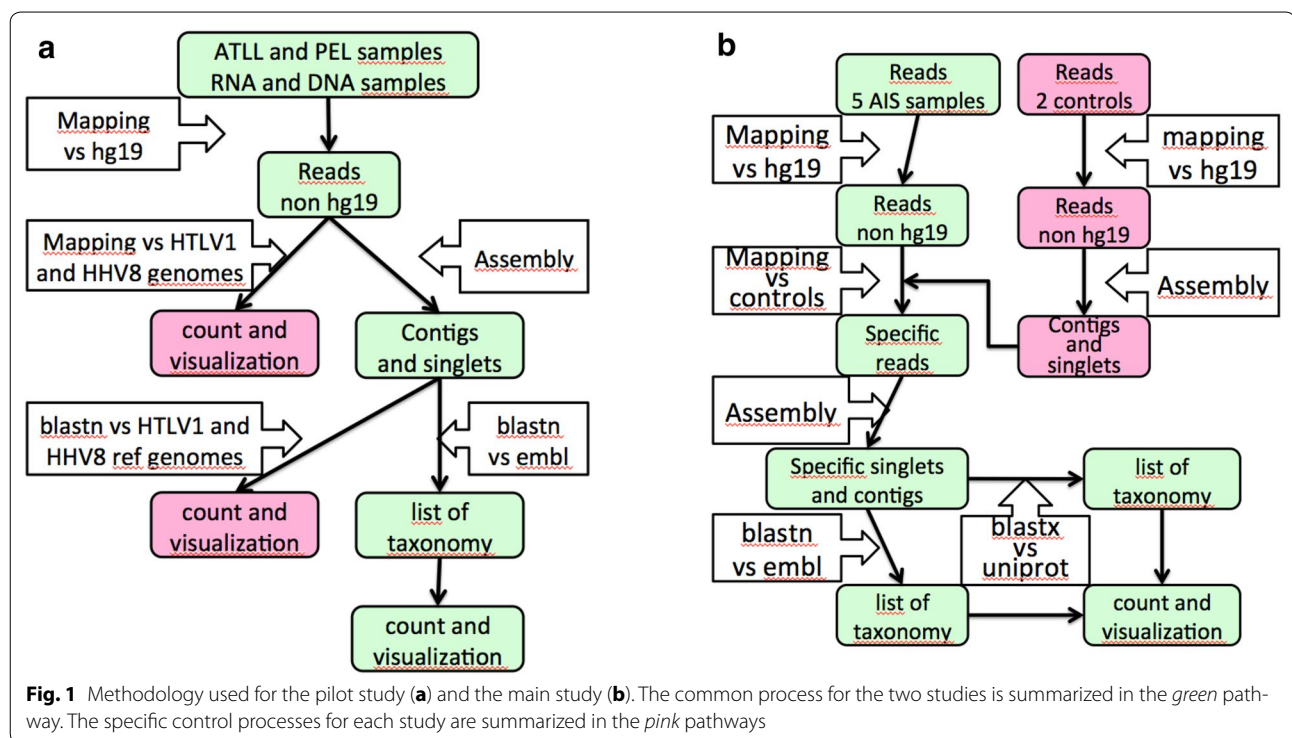 a
ATLL and PEL samples
RNA and DNA samples
Mapping
vs hg19
Reads
non hg19
Mapping vs HTLV1
and HHV8 genomes
Assembly
count and
visualization
Contigs
and singlets
blastn vs HTLV1 and
HHV8 ref genomes
blastn
vs embl
count and
visualization
list of
taxonomy
count and
visualization
b
Reads
5 AIS samples
Reads
2 controls
Mapping
vs hg19
mapping
vs hg19
Reads
non hg19
Reads
non hg19
Mapping
vs
controls
Assembly
Specific
reads
Contigs
and
singlets
Assembly
Specific singlets
and contigs
list of
taxonomy
blastn
vs embl
blastx
vs
uniprot
list of
taxonomy
count and
visualization
Fig. 1 Methodology used for the pilot study (a) and the main study (b). The common process for the two studies is summarized in the green path-
way. The specific control processes for each study are summarized in the pink pathways